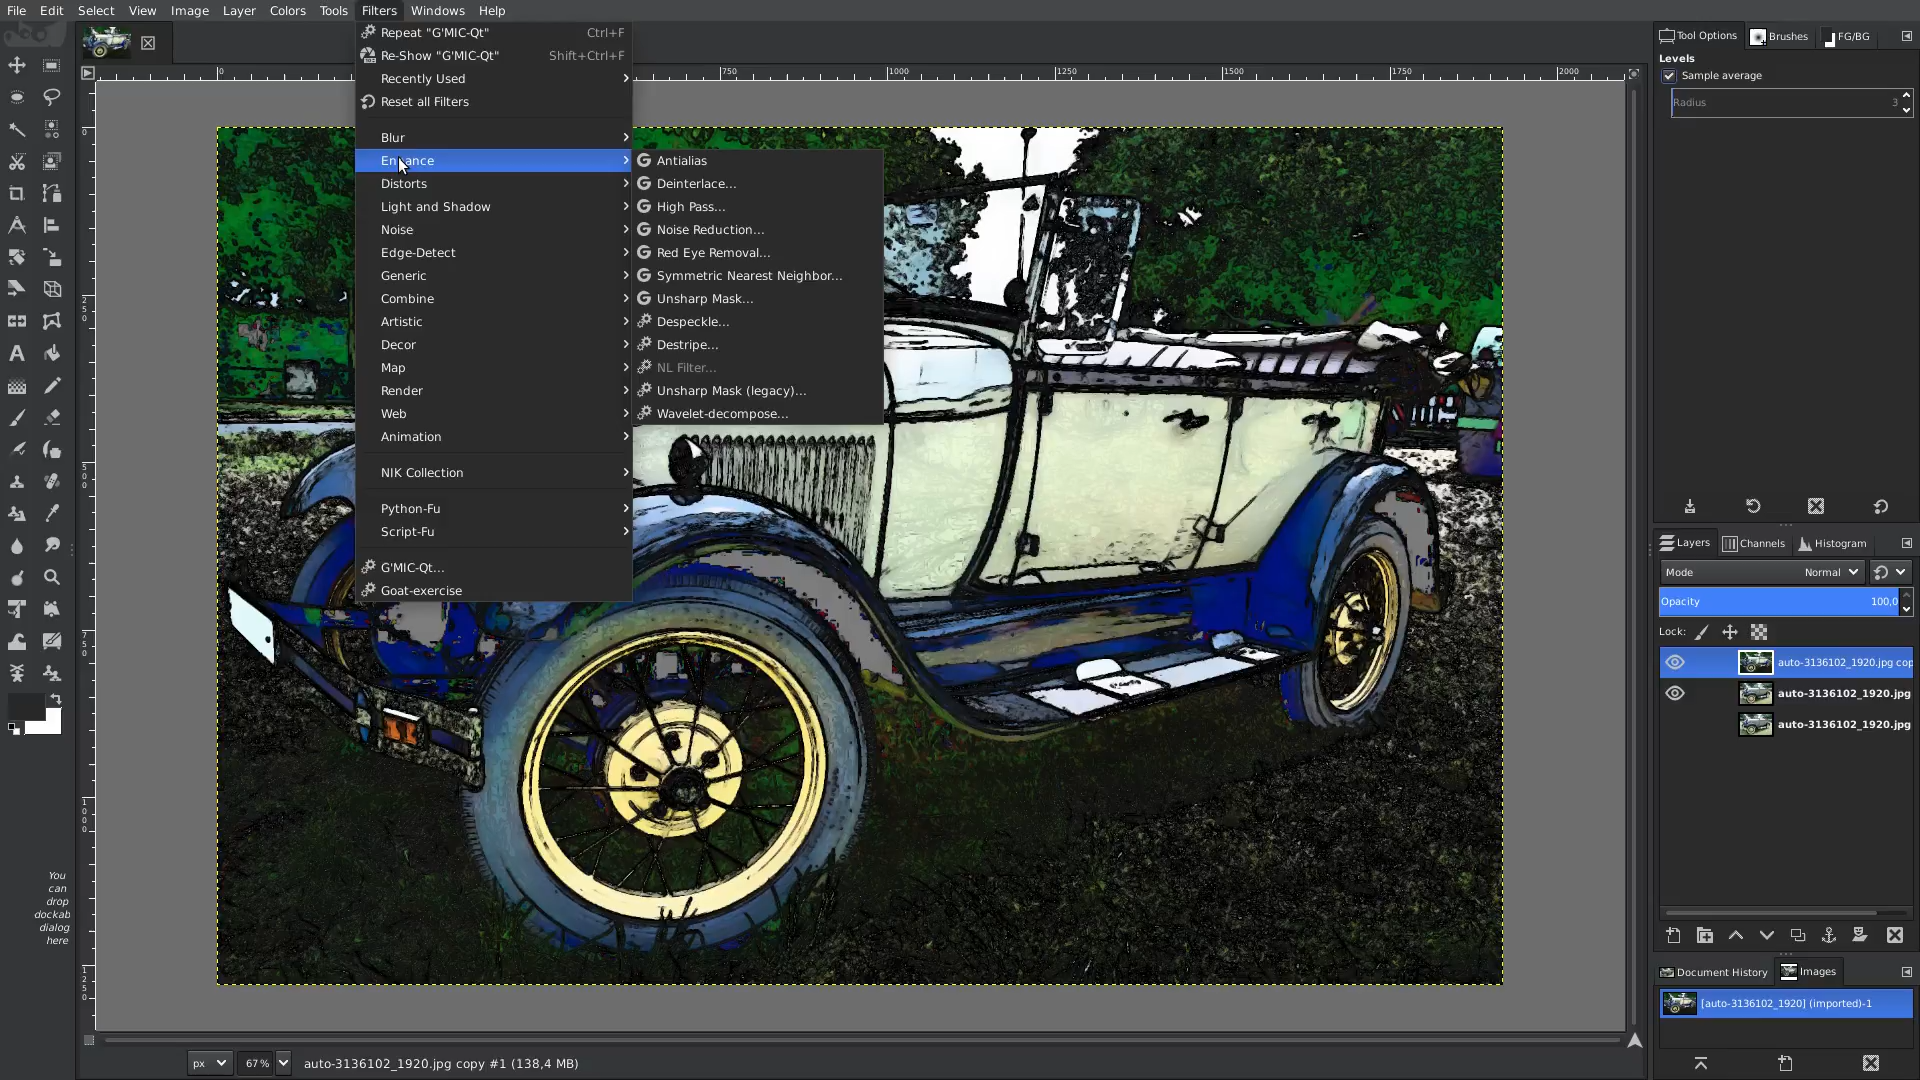 File Edit Select View Image Layer Colors Tools Filters Windows Help
Repeat "G'MIC-Qt" Ctrl+F
Re-Show "G'MIC-Qt" Shift+Ctrl+F
Recently Used
Reset all Filters
Blur
Enhance
Distorts
Light and Shadow
Noise
Edge-Detect
Generic
Combine
Artistic
Decor
Map
Render
Web
Animation
NIK Collection
Python-Fu
Script-Fu
G'MIC-Qt...
Goat-exercise
Antialias
Deinterlace...
High Pass...
Noise Reduction...
Red Eye Removal...
Symmetric Nearest Neighbor...
Unsharp Mask...
Despeckle...
Destripe...
NL Filter...
Unsharp Mask (legacy)...
Wavelet-decompose...
0 750 1000 1250 1500 1750 2000
0
250
500
750
1000
1250
You
can
drop
dockab
dialog
here
px 67% auto-3136102_1920.jpg copy #1 (138,4 MB)
Tool Options Brushes FG/BG
Levels
Sample average
Radius 3
Layers Channels Histogram
Mode Normal
Opacity 100,0
Lock:
auto-3136102_1920.jpg cop
auto-3136102_1920.jpg
auto-3136102_1920.jpg
Document History Images
[auto-3136102_1920] (imported)-1